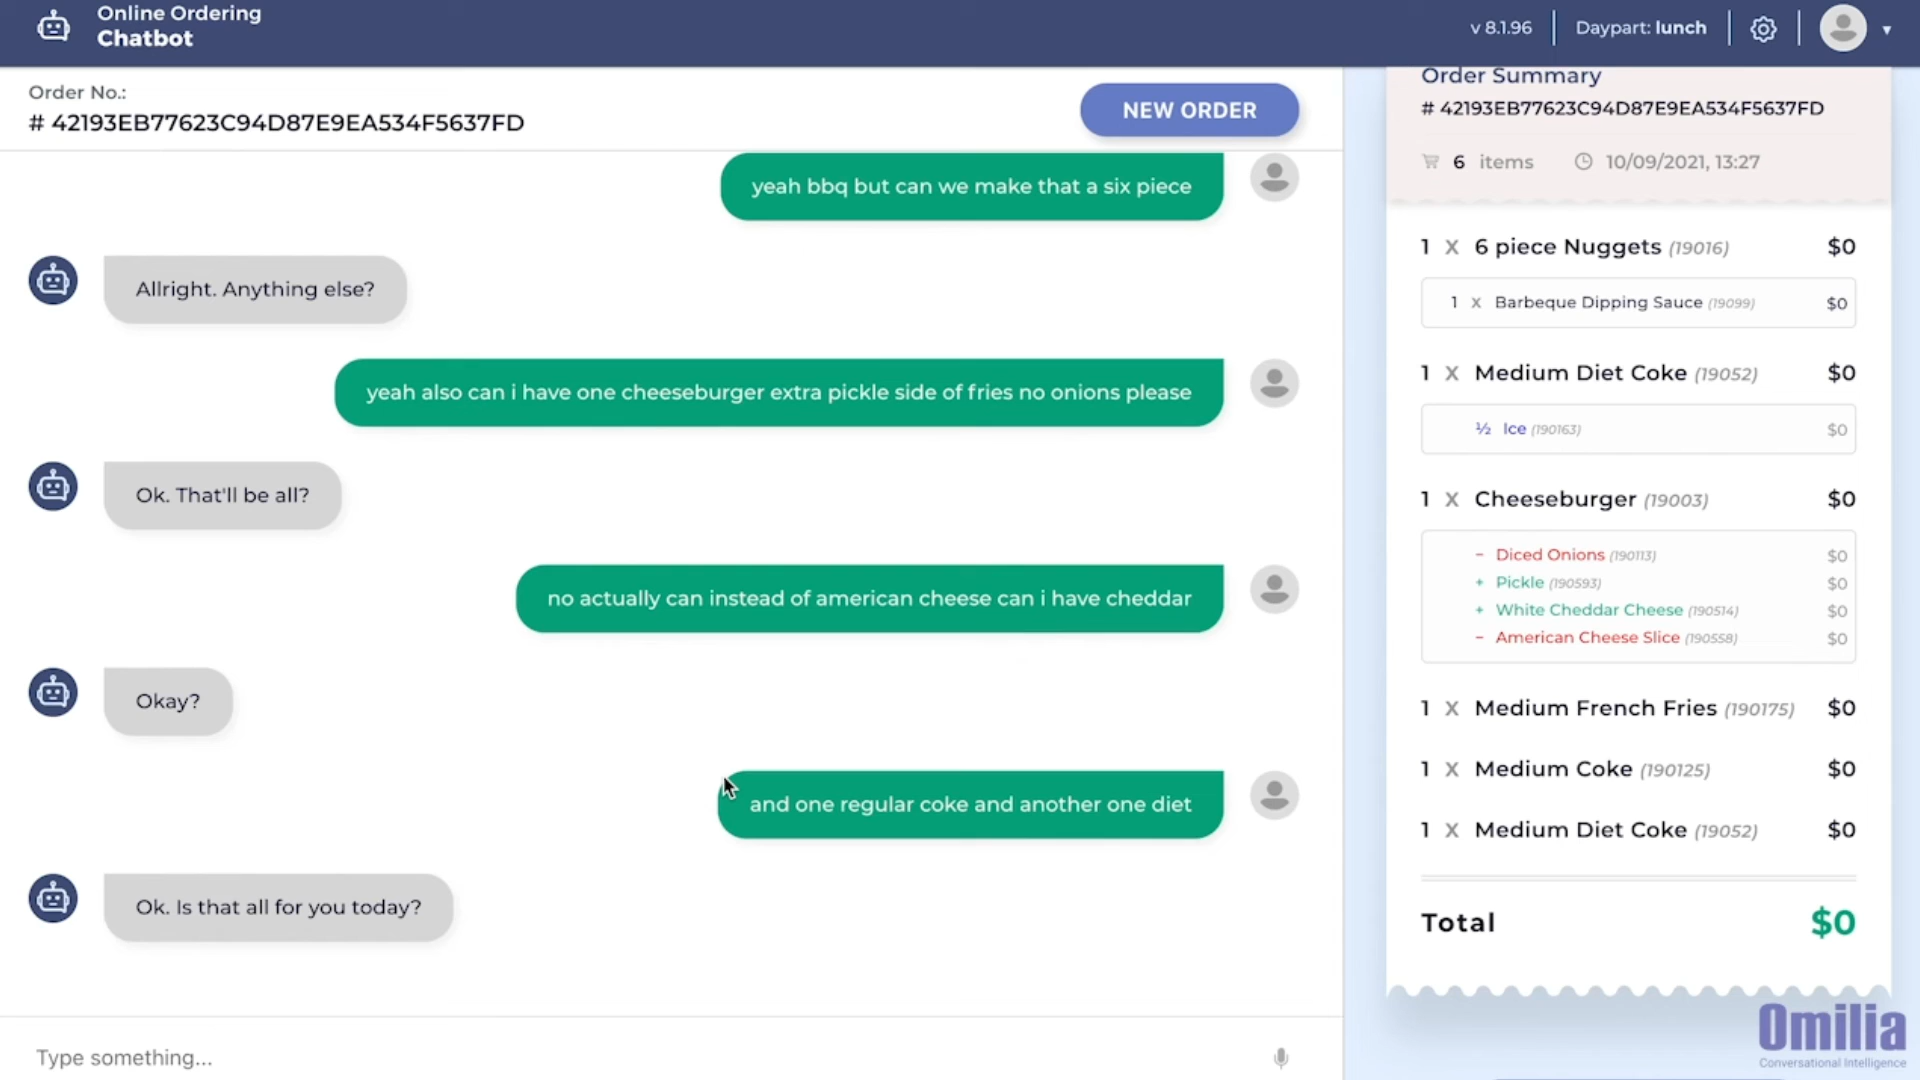 Online Ordering
Chatbot
v 8.1.96
Daypart: lunch
Order No.:
# 42193EB77623C94D87E9EA534F5637FD
NEW ORDER
yeah bbq but can we make that a six piece
Allright. Anything else?
yeah also can i have one cheeseburger extra pickle side of fries no onions please
Ok. That'll be all?
no actually can instead of american cheese can i have cheddar
Okay?
and one regular coke and another one diet
Ok. Is that all for you today?
Type something...
Order Summary
# 42193EB77623C94D87E9EA534F5637FD
6 items 10/09/2021, 13:27
1 X 6 piece Nuggets (19016) $0
1 X Barbeque Dipping Sauce (19099) $0
1 X Medium Diet Coke (19052) $0
½ Ice (190163) $0
1 X Cheeseburger (19003) $0
− Diced Onions (190113) $0
+ Pickle (190593) $0
+ White Cheddar Cheese (190514) $0
− American Cheese Slice (190558) $0
1 X Medium French Fries (190175) $0
1 X Medium Coke (190125) $0
1 X Medium Diet Coke (19052) $0
Total $0
Omilia
Conversational Intelligence